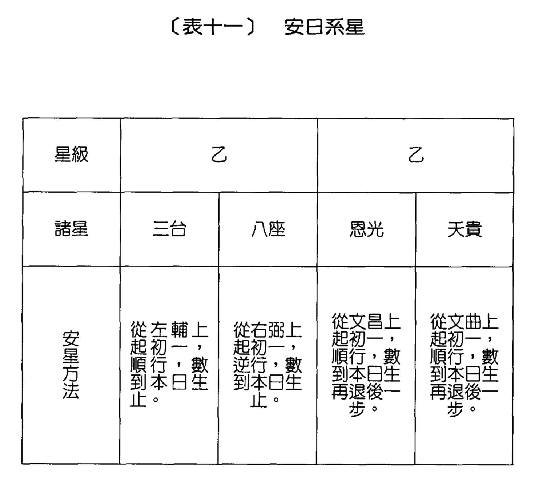 〔表十一〕 安日系星
星級 乙 乙
諸星 三台 八座 恩光 天貴
安星方法
從左輔上
起初一,
順行,數
到本日生
止。
從右弼上
起初一,
逆行,數
到本日生
止。
從文昌上
起初一,
順行,數
到本日生
再退後一
步。
從文曲上
起初一,
順行,數
到本日生
再退後一
步。